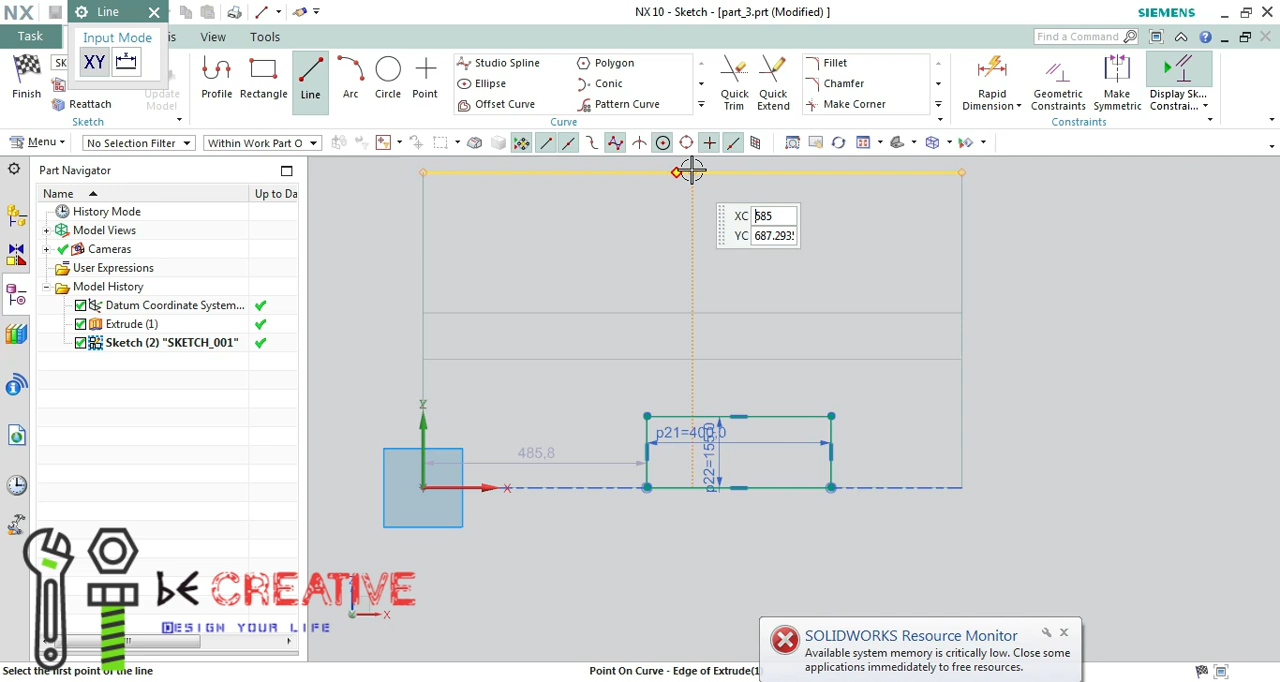 NX
Line
NX 10 - Sketch - [part_3.prt (Modified) ]
SIEMENS
Task
Input Mode
View
Tools
Find a Command
XY
Finish
Reattach
Update
Model
Sketch
Profile
Rectangle
Line
Arc
Circle
Point
Studio Spline
Ellipse
Offset Curve
Polygon
Conic
Pattern Curve
Curve
Quick
Trim
Quick
Extend
Fillet
Chamfer
Make Corner
Rapid
Dimension
Geometric
Constraints
Make
Symmetric
Display Sk...
Constrai...
Constraints
Menu
No Selection Filter
Within Work Part O
Part Navigator
Name
Up to Da
History Mode
Model Views
Cameras
User Expressions
Model History
Datum Coordinate System...
Extrude (1)
Sketch (2) "SKETCH_001"
XC 685
YC 687.293
Y
p21=400,0
p22=155,0
485,8
X
BE CREATIVE
DESIGN YOUR LIFE
X
SOLIDWORKS Resource Monitor
Available system memory is critically low. Close some
applications immediately to free resources.
Select the first point of the line
Point On Curve - Edge of Extrude(1